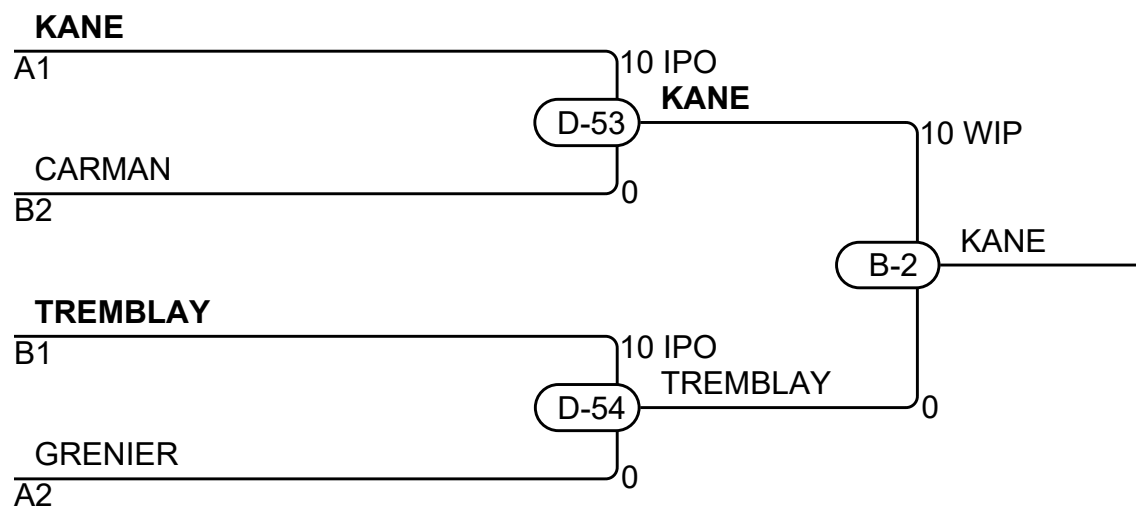 KANE
A1
10 IPO
KANE
D-53
10 WIP
CARMAN
B2
0
KANE
B-2
TREMBLAY
B1
10 IPO
TREMBLAY
D-54
0
GRENIER
A2
0